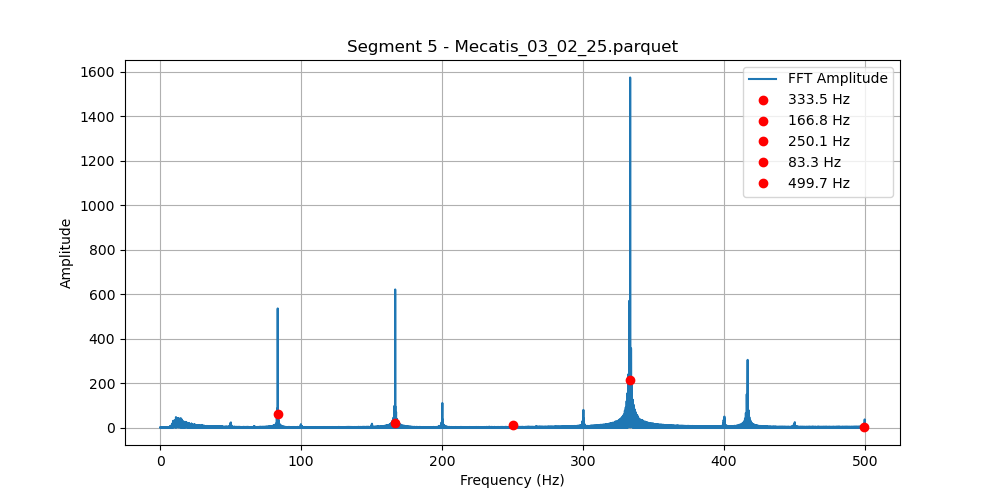 Segment 5 - Mecatis_03_02_25.parquet
1600
1400
1200
1000
800
600
400
200
0
Amplitude
FFT Amplitude
333.5 Hz
166.8 Hz
250.1 Hz
83.3 Hz
499.7 Hz
0 100 200 300 400 500
Frequency (Hz)